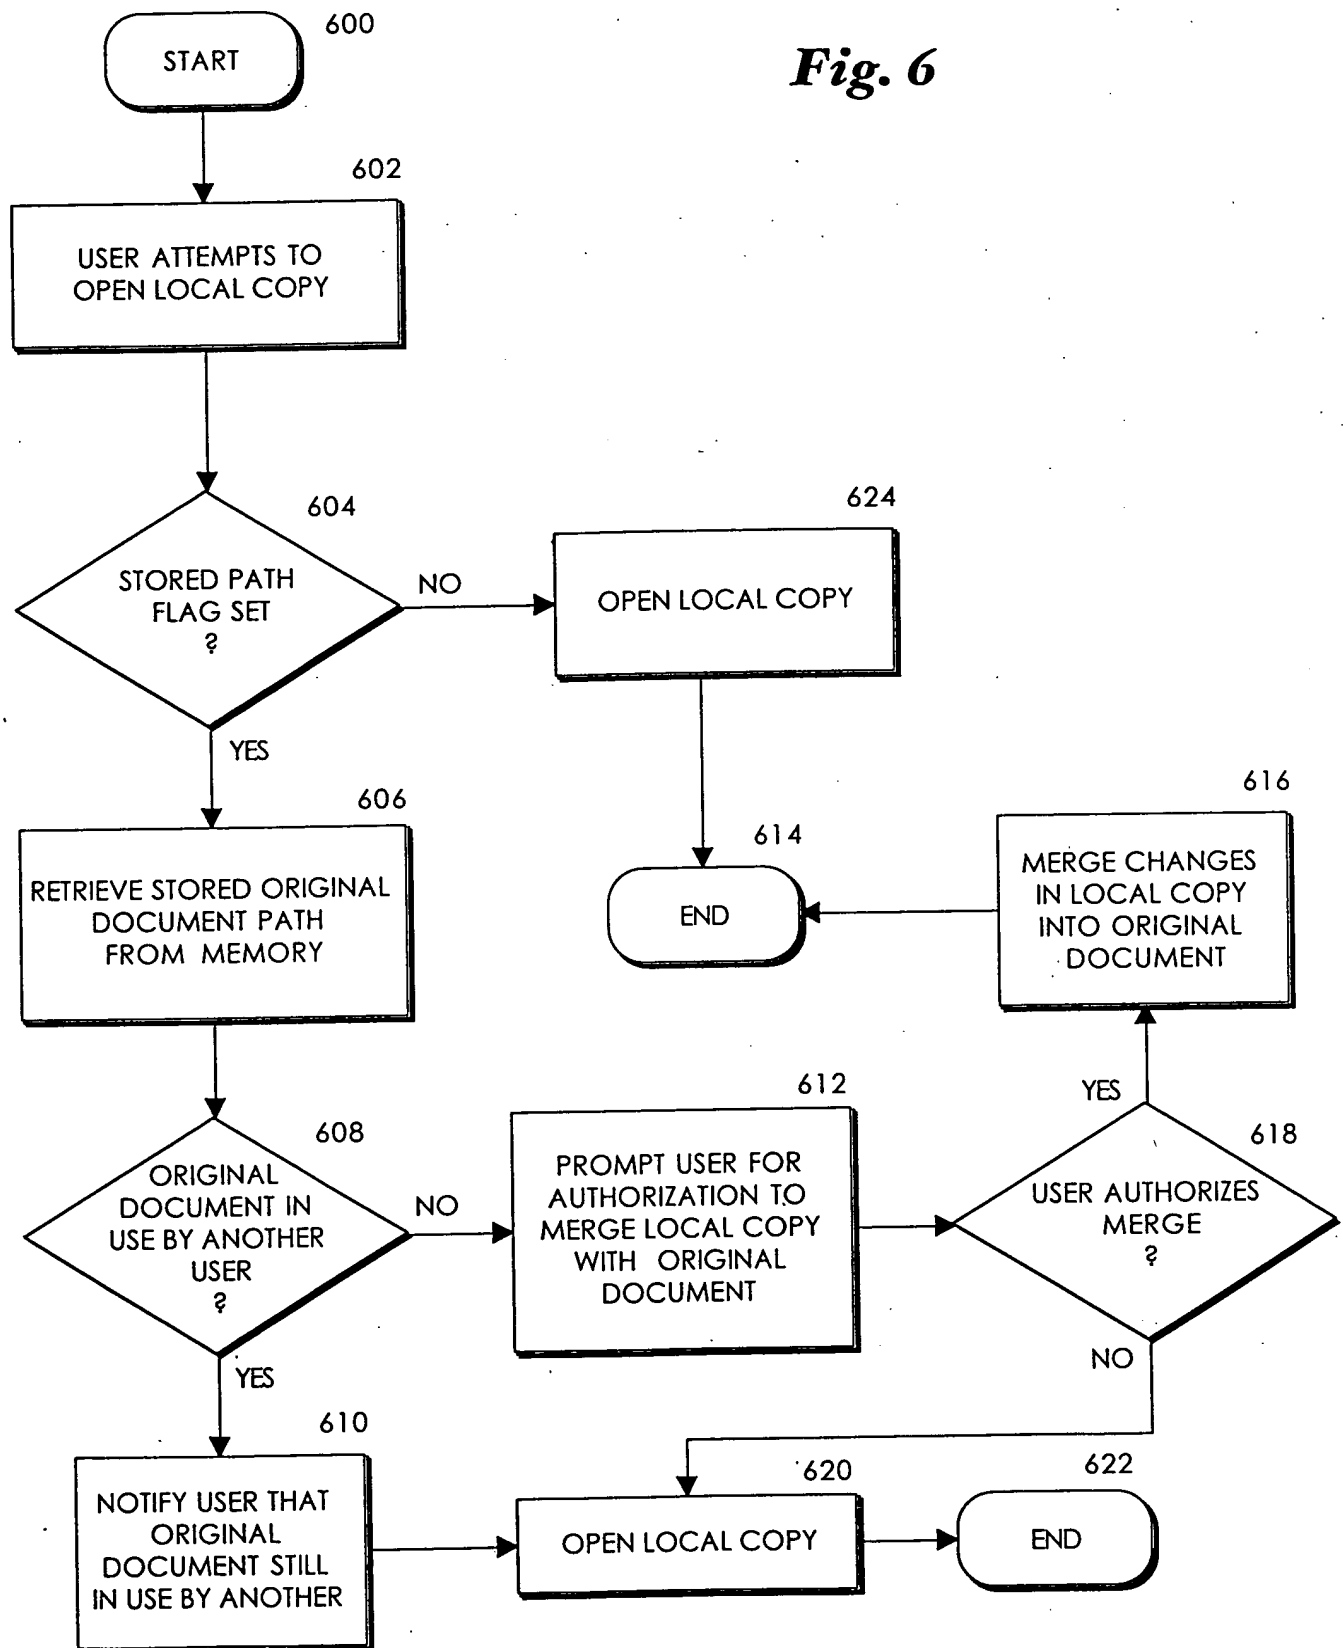 600
START
Fig. 6
602
USER ATTEMPTS TO
OPEN LOCAL COPY
604
STORED PATH
FLAG SET
?
NO
YES
624
OPEN LOCAL COPY
606
RETRIEVE STORED ORIGINAL
DOCUMENT PATH
FROM MEMORY
614
END
616
MERGE CHANGES
IN LOCAL COPY
INTO ORIGINAL
DOCUMENT
608
ORIGINAL
DOCUMENT IN
USE BY ANOTHER
USER
?
NO
YES
612
PROMPT USER FOR
AUTHORIZATION TO
MERGE LOCAL COPY
WITH ORIGINAL
DOCUMENT
YES
618
USER AUTHORIZES
MERGE
?
NO
610
NOTIFY USER THAT
ORIGINAL
DOCUMENT STILL
IN USE BY ANOTHER
620
OPEN LOCAL COPY
622
END